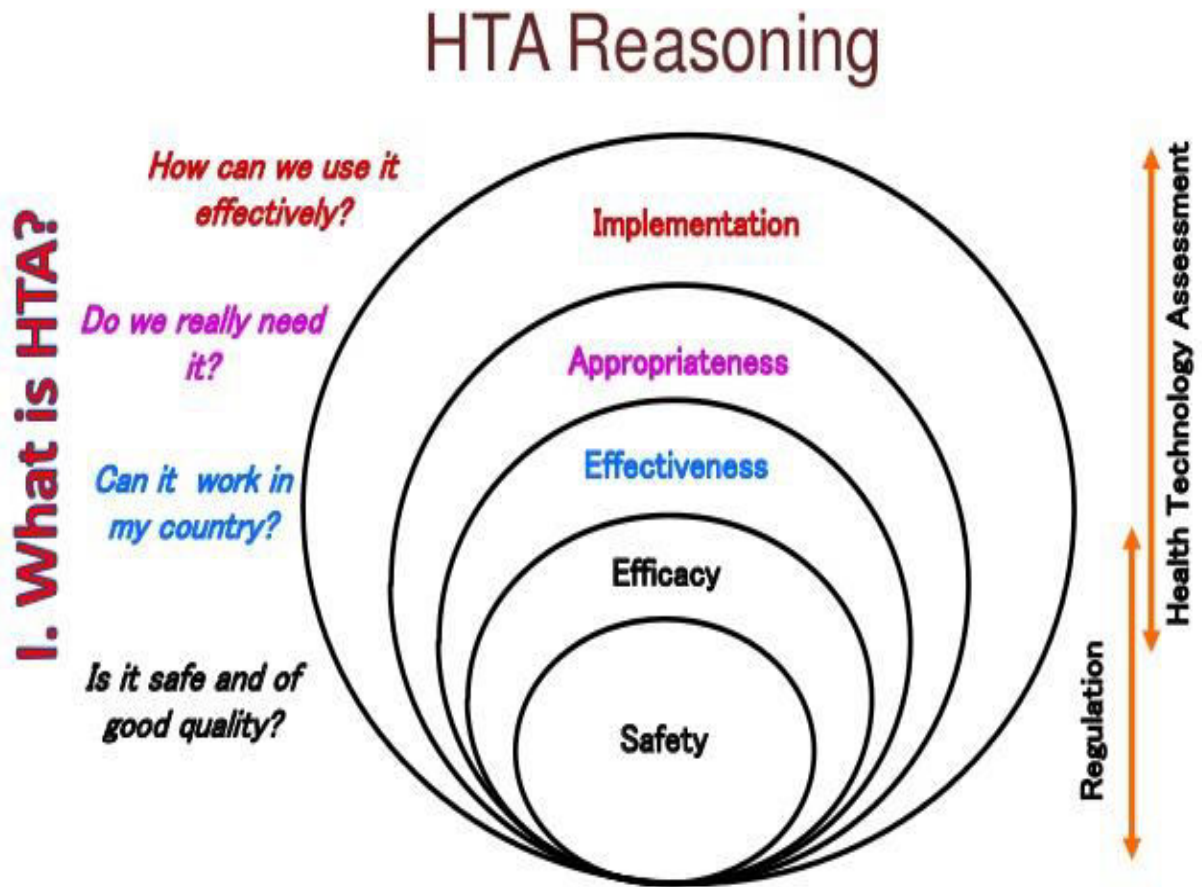 HTA Reasoning
I. What is HTA?
How can we use it
effectively?
Implementation
Do we really need
it?
Appropriateness
Can it work in
my country?
Effectiveness
Efficacy
Is it safe and of
good quality?
Safety
Regulation
Health Technology Assessment